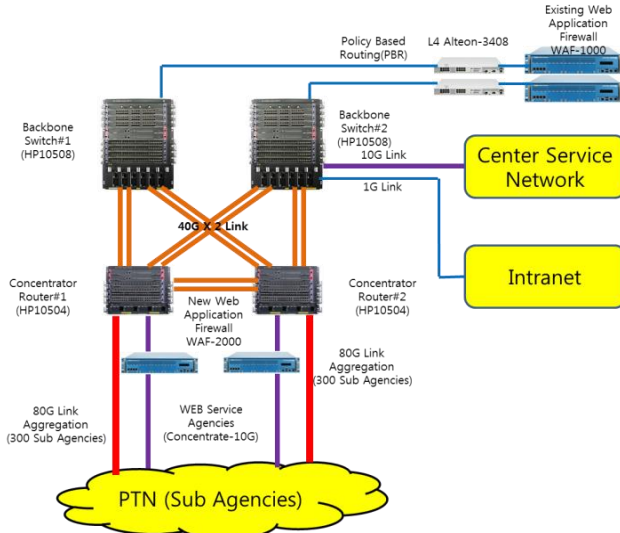 Existing Web
Application
Firewall
WAF-1000
Policy Based
Routing(PBR)
L4 Alteon-3408
Backbone
Switch#1
(HP10508)
Backbone
Switch#2
(HP10508)
10G Link
1G Link
Center Service
Network
40G X 2 Link
Intranet
Concentrator
Router#1
(HP10504)
New Web
Application
Firewall
WAF-2000
Concentrator
Router#2
(HP10504)
80G Link
Aggregation
(300 Sub Agencies)
80G Link
Aggregation
(300 Sub Agencies)
WEB Service
Agencies
(Concentrate-10G)
PTN (Sub Agencies)